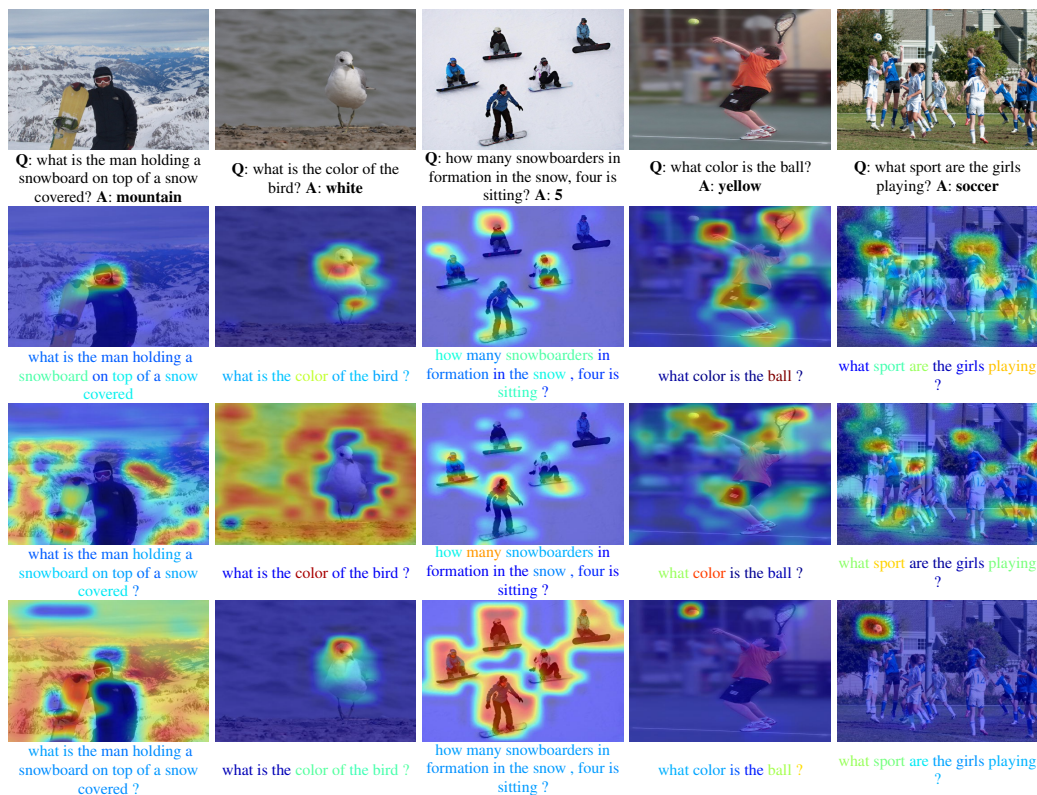 Q: what is the man holding a
snowboard on top of a snow
covered? A: mountain
Q: what is the color of the
bird? A: white
Q: how many snowboarders in
formation in the snow, four is
sitting? A: 5
Q: what color is the ball?
A: yellow
Q: what sport are the girls
playing? A: soccer
what is the man holding a
snowboard on top of a snow
covered
what is the color of the bird ?
how many snowboarders in
formation in the snow , four is
sitting ?
what color is the ball ?
what sport are the girls playing
?
what is the man holding a
snowboard on top of a snow
covered ?
what is the color of the bird ?
how many snowboarders in
formation in the snow , four is
sitting ?
what color is the ball ?
what sport are the girls playing
?
what is the man holding a
snowboard on top of a snow
covered ?
what is the color of the bird ?
how many snowboarders in
formation in the snow , four is
sitting ?
what color is the ball ?
what sport are the girls playing
?